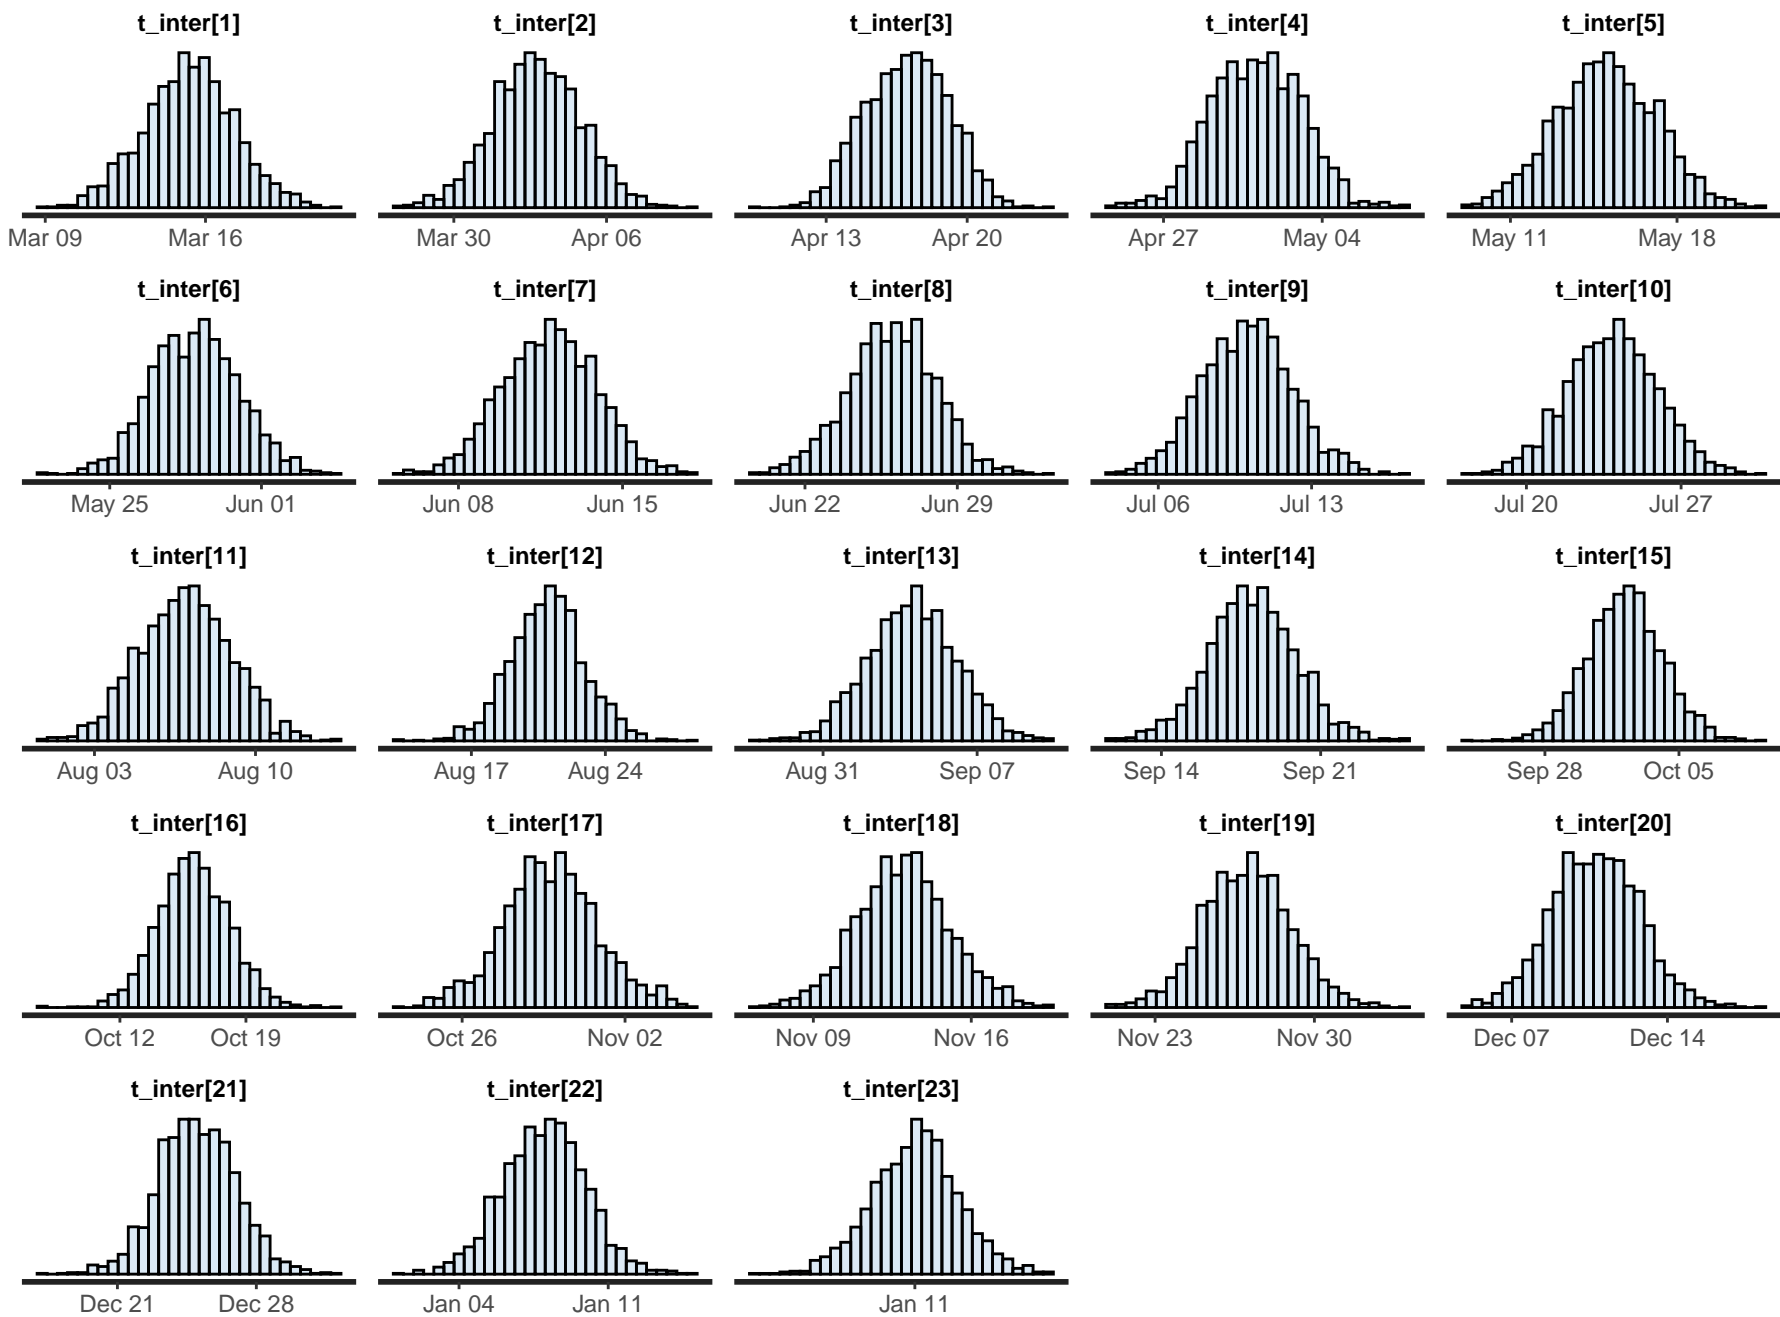 t_inter[1] t_inter[2] t_inter[3] t_inter[4] t_inter[5]
Mar 09 Mar 16 Mar 30 Apr 06 Apr 13 Apr 20 Apr 27 May 04 May 11 May 18
t_inter[6] t_inter[7] t_inter[8] t_inter[9] t_inter[10]
May 25 Jun 01 Jun 08 Jun 15 Jun 22 Jun 29 Jul 06 Jul 13 Jul 20 Jul 27
t_inter[11] t_inter[12] t_inter[13] t_inter[14] t_inter[15]
Aug 03 Aug 10 Aug 17 Aug 24 Aug 31 Sep 07 Sep 14 Sep 21 Sep 28 Oct 05
t_inter[16] t_inter[17] t_inter[18] t_inter[19] t_inter[20]
Oct 12 Oct 19 Oct 26 Nov 02 Nov 09 Nov 16 Nov 23 Nov 30 Dec 07 Dec 14
t_inter[21] t_inter[22] t_inter[23]
Dec 21 Dec 28 Jan 04 Jan 11 Jan 11